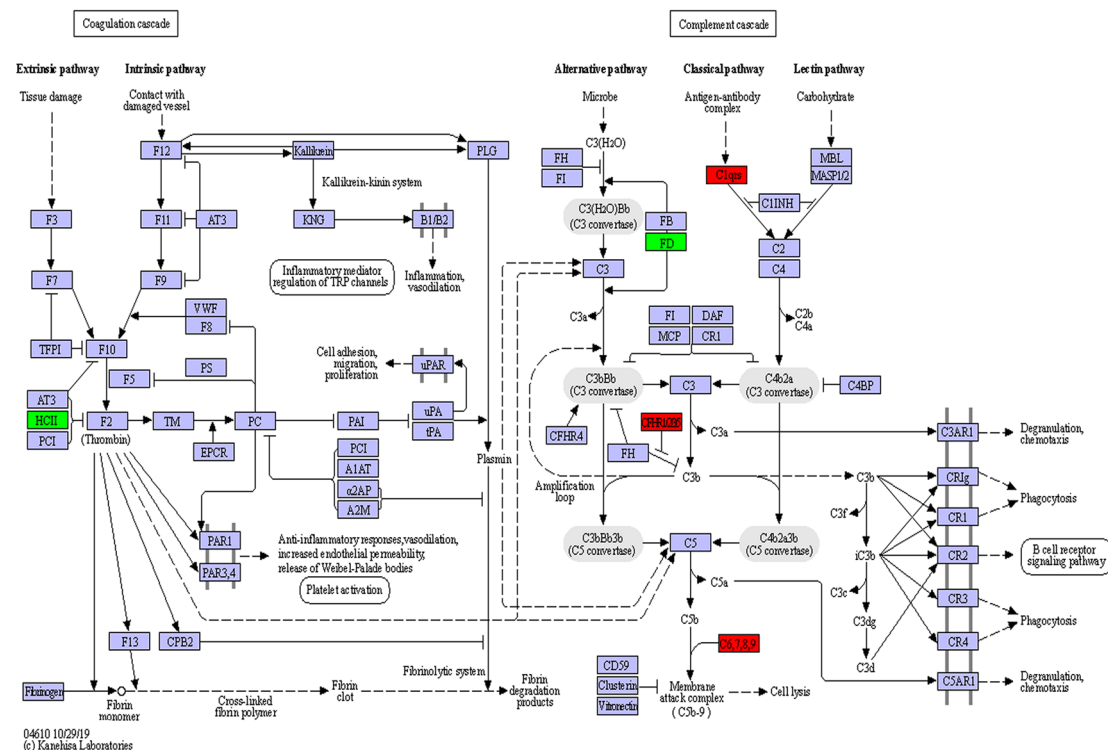 Coagulation cascade
Complement cascade
Extrinsic pathway
Intrinsic pathway
Alternative pathway
Classical pathway
Lectin pathway
Tissue damage
Contact with
damaged vessel
Microbe
Antigen-antibody
complex
Carbohydrate
F12
Kallikrein
PLG
C3(H2O)
FH
FI
MBL
MASP1/2
C1qrs
Kallikrein-kinin system
C1INH
F3
F11
AT3
KNG
B1/B2
C3(H2O)Bb
(C3 convertase)
FB
FD
C2
C4
F7
F9
Inflammatory mediator
regulation of TRP channels
Inflammation,
vasodilation
C3
VWF
F8
C3a
FI
DAF
MCP
CR1
C2b
C4a
TFPI
F10
PS
F5
Cell adhesion,
migration,
proliferation
uPAR
C3bBb
(C3 convertase)
C3
C4b2a
(C3 convertase)
C4BP
AT3
HCII
PCI
F2
(Thrombin)
TM
PC
PAI
uPA
tPA
EPCR
CFHR4
FH
C3a
C3AR1
Degranulation,
chemotaxis
Plasmin
PCI
A1AT
α2AP
A2M
Amplification
loop
C3b
C3b
CRIg
Phagocytosis
C3f
CR1
PAR1
PAR3,4
Anti-inflammatory responses,vasodilation,
increased endothelial permeability,
release of Weibel-Palade bodies
Platelet activation
C3bBb3b
(C5 convertase)
C5
C4b2a3b
(C5 convertase)
iC3b
CR2
B cell receptor
signaling pathway
C5a
C3c
CR3
C3dg
Phagocytosis
C5b
F13
CPB2
C6,7,8,9
CR4
C3d
Fibrinolytic system
CD59
Clusterin
Vitronectin
Membrane
attack complex
(C5b-9)
Cell lysis
C5AR1
Degranulation,
chemotaxis
Fibrinogen
Fibrin
monomer
Cross-linked
fibrin polymer
Fibrin
clot
Fibrin
degradation
products
04610 10/29/19
(c) Kanehisa Laboratories